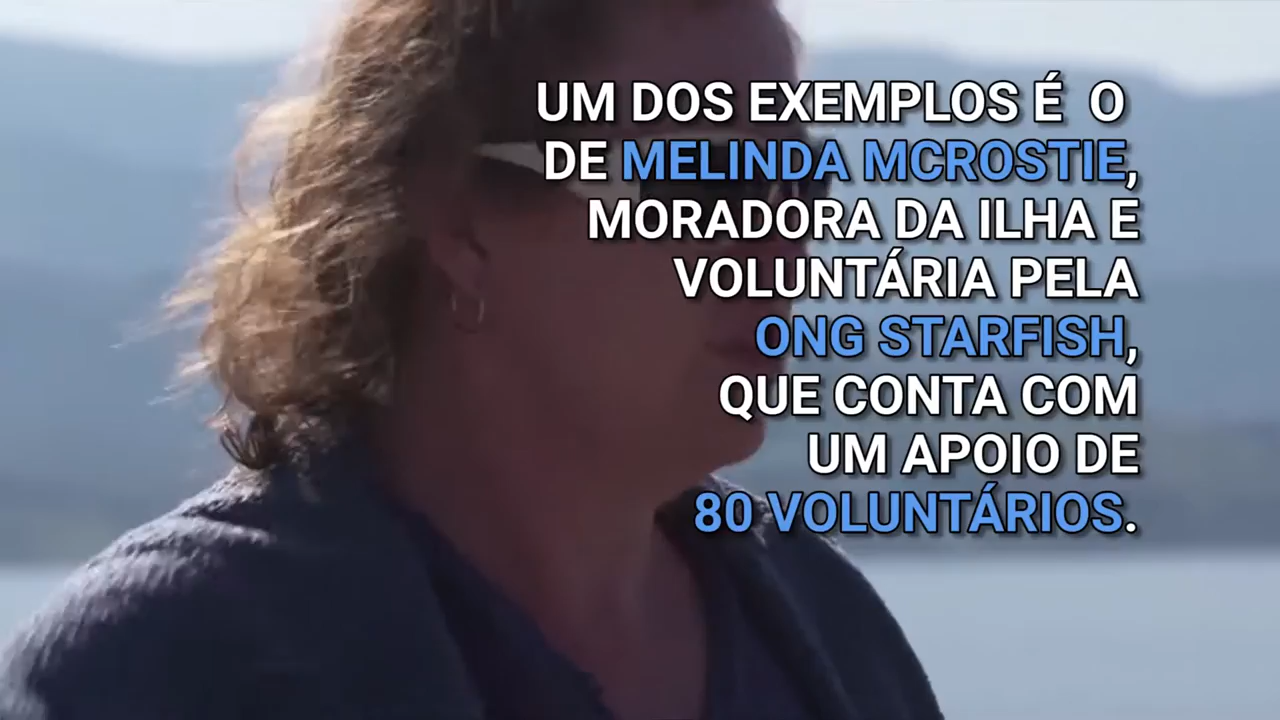 UM DOS EXEMPLOS É O
DE MELINDA MCROSTIE,
MORADORA DA ILHA E
VOLUNTÁRIA PELA
ONG STARFISH,
QUE CONTA COM
UM APOIO DE
80 VOLUNTÁRIOS.